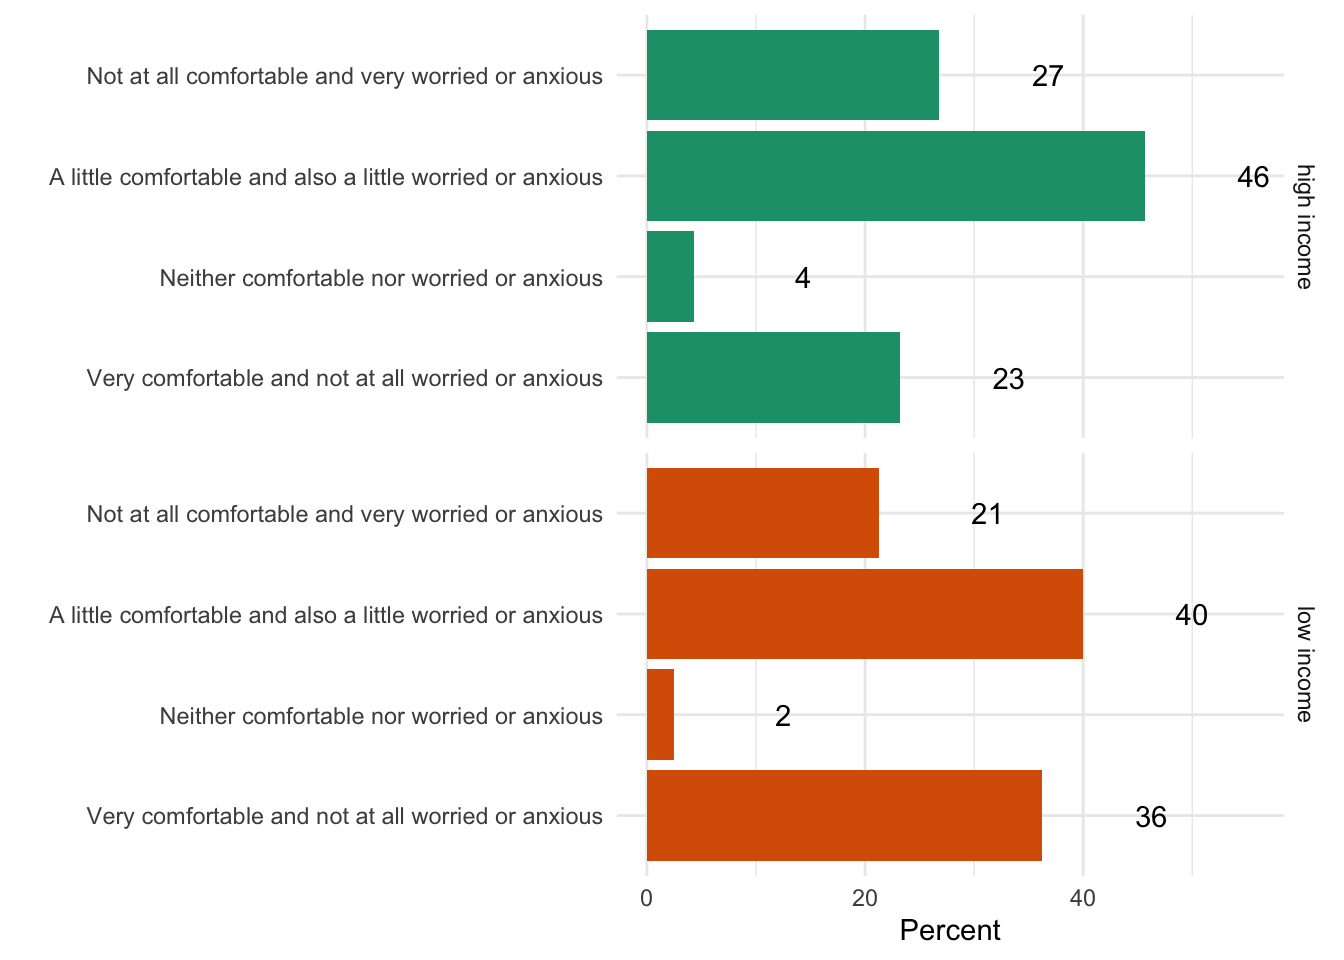 Not at all comfortable and very worried or anxious 27
A little comfortable and also a little worried or anxious 46
Neither comfortable nor worried or anxious 4
Very comfortable and not at all worried or anxious 23
high income
Not at all comfortable and very worried or anxious 21
A little comfortable and also a little worried or anxious 40
Neither comfortable nor worried or anxious 2
Very comfortable and not at all worried or anxious 36
low income
0 20 40
Percent